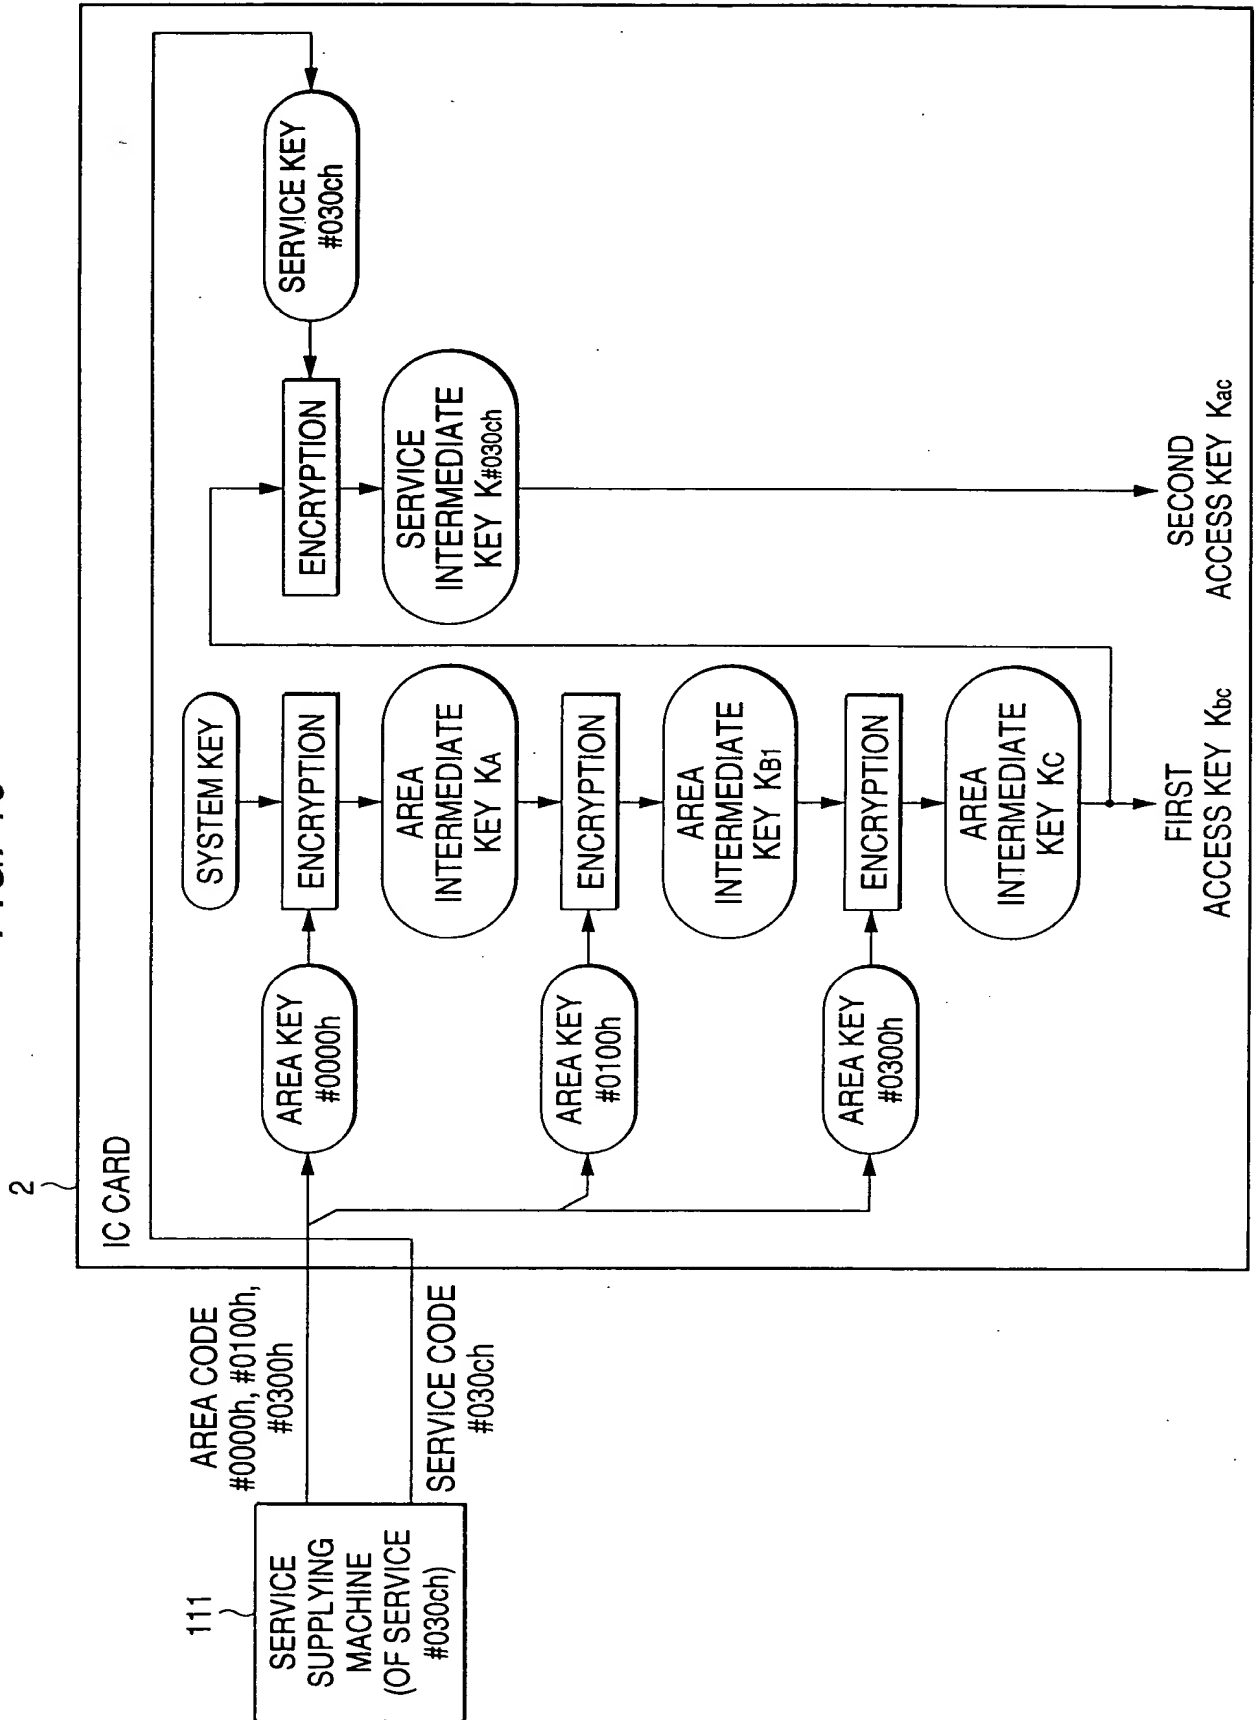 2
IC CARD
111
SERVICE
SUPPLYING
MACHINE
(OF SERVICE
#030ch)
AREA CODE
#0000h, #0100h,
#0300h
SERVICE CODE
#030ch
AREA KEY
#0000h
AREA KEY
#0100h
AREA KEY
#0300h
SYSTEM KEY
ENCRYPTION
AREA
INTERMEDIATE
KEY KA
ENCRYPTION
AREA
INTERMEDIATE
KEY KB1
ENCRYPTION
AREA
INTERMEDIATE
KEY KC
FIRST
ACCESS KEY Kbc
SERVICE KEY
#030ch
ENCRYPTION
SERVICE
INTERMEDIATE
KEY K#030ch
SECOND
ACCESS KEY Kac